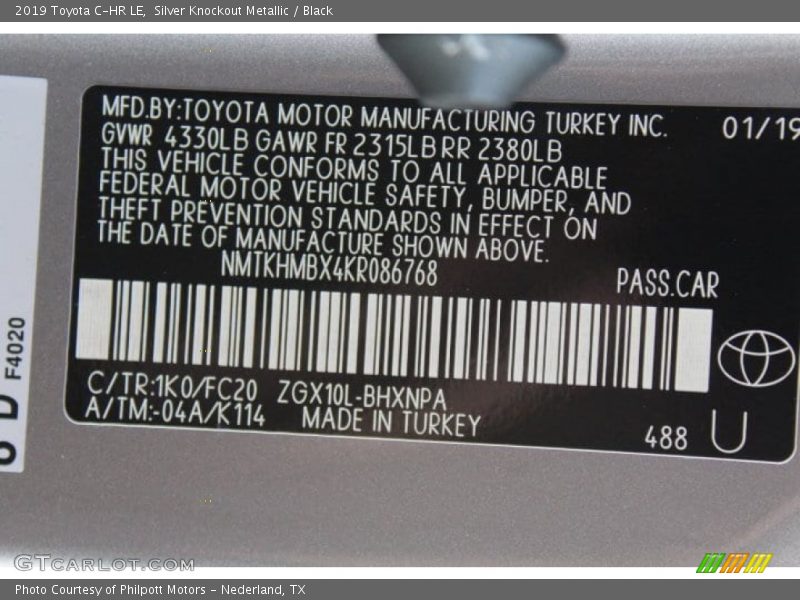 2019 Toyota C-HR LE,  Silver Knockout Metallic / Black
MFD.BY:TOYOTA MOTOR MANUFACTURING TURKEY INC. 01/19
GVWR 4330LB GAWR FR 2315LB RR 2380LB
THIS VEHICLE CONFORMS TO ALL APPLICABLE
FEDERAL MOTOR VEHICLE SAFETY, BUMPER, AND
THEFT PREVENTION STANDARDS IN EFFECT ON
THE DATE OF MANUFACTURE SHOWN ABOVE.
NMTKHMBX4KR086768 PASS.CAR
C/TR:1K0/FC20 ZGX10L-BHXNPA
A/TM:-04A/K114 MADE IN TURKEY
488 U
F4020
GTCARLOT.COM
Photo Courtesy of Philpott Motors - Nederland, TX